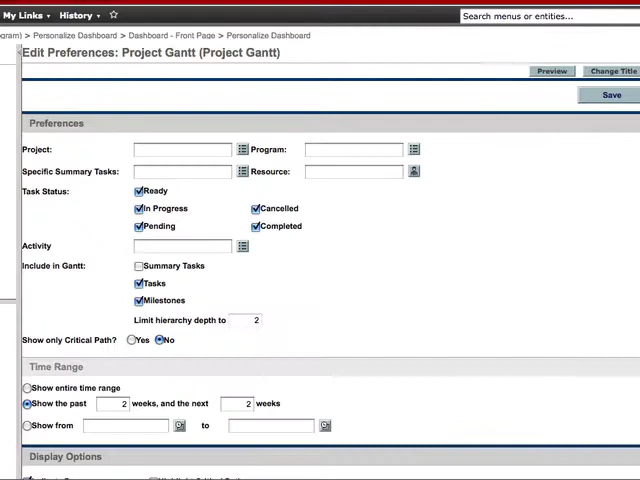 My Links History Search menus or entities...
gram) > Personalize Dashboard > Dashboard - Front Page > Personalize Dashboard
Edit Preferences: Project Gantt (Project Gantt)
Preview Change Title
Save
Preferences
Project: Program:
Specific Summary Tasks: Resource:
Task Status: Ready
In Progress Cancelled
Pending Completed
Activity
Include in Gantt: Summary Tasks
Tasks
Milestones
Limit hierarchy depth to 2
Show only Critical Path? Yes No
Time Range
Show entire time range
Show the past 2 weeks, and the next 2 weeks
Show from to
Display Options